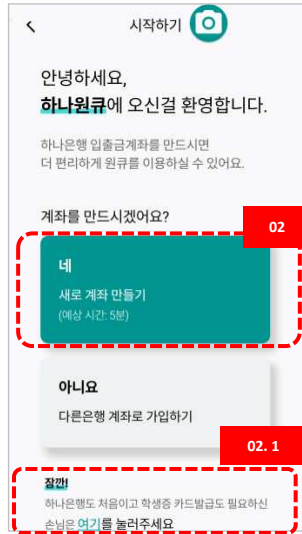 시작하기
안녕하세요,
하나원큐에 오신걸 환영합니다.
하나은행 입출금계좌를 만드시면
더 편리하게 원큐를 이용하실 수 있어요.
계좌를 만드시겠어요?
02
네
새로 계좌 만들기
(예상 시간: 5분)
아니요
다른은행 계좌로 가입하기
02. 1
잠깐!
하나은행도 처음이고 학생증 카드발급도 필요하신
손님은 여기를 눌러주세요